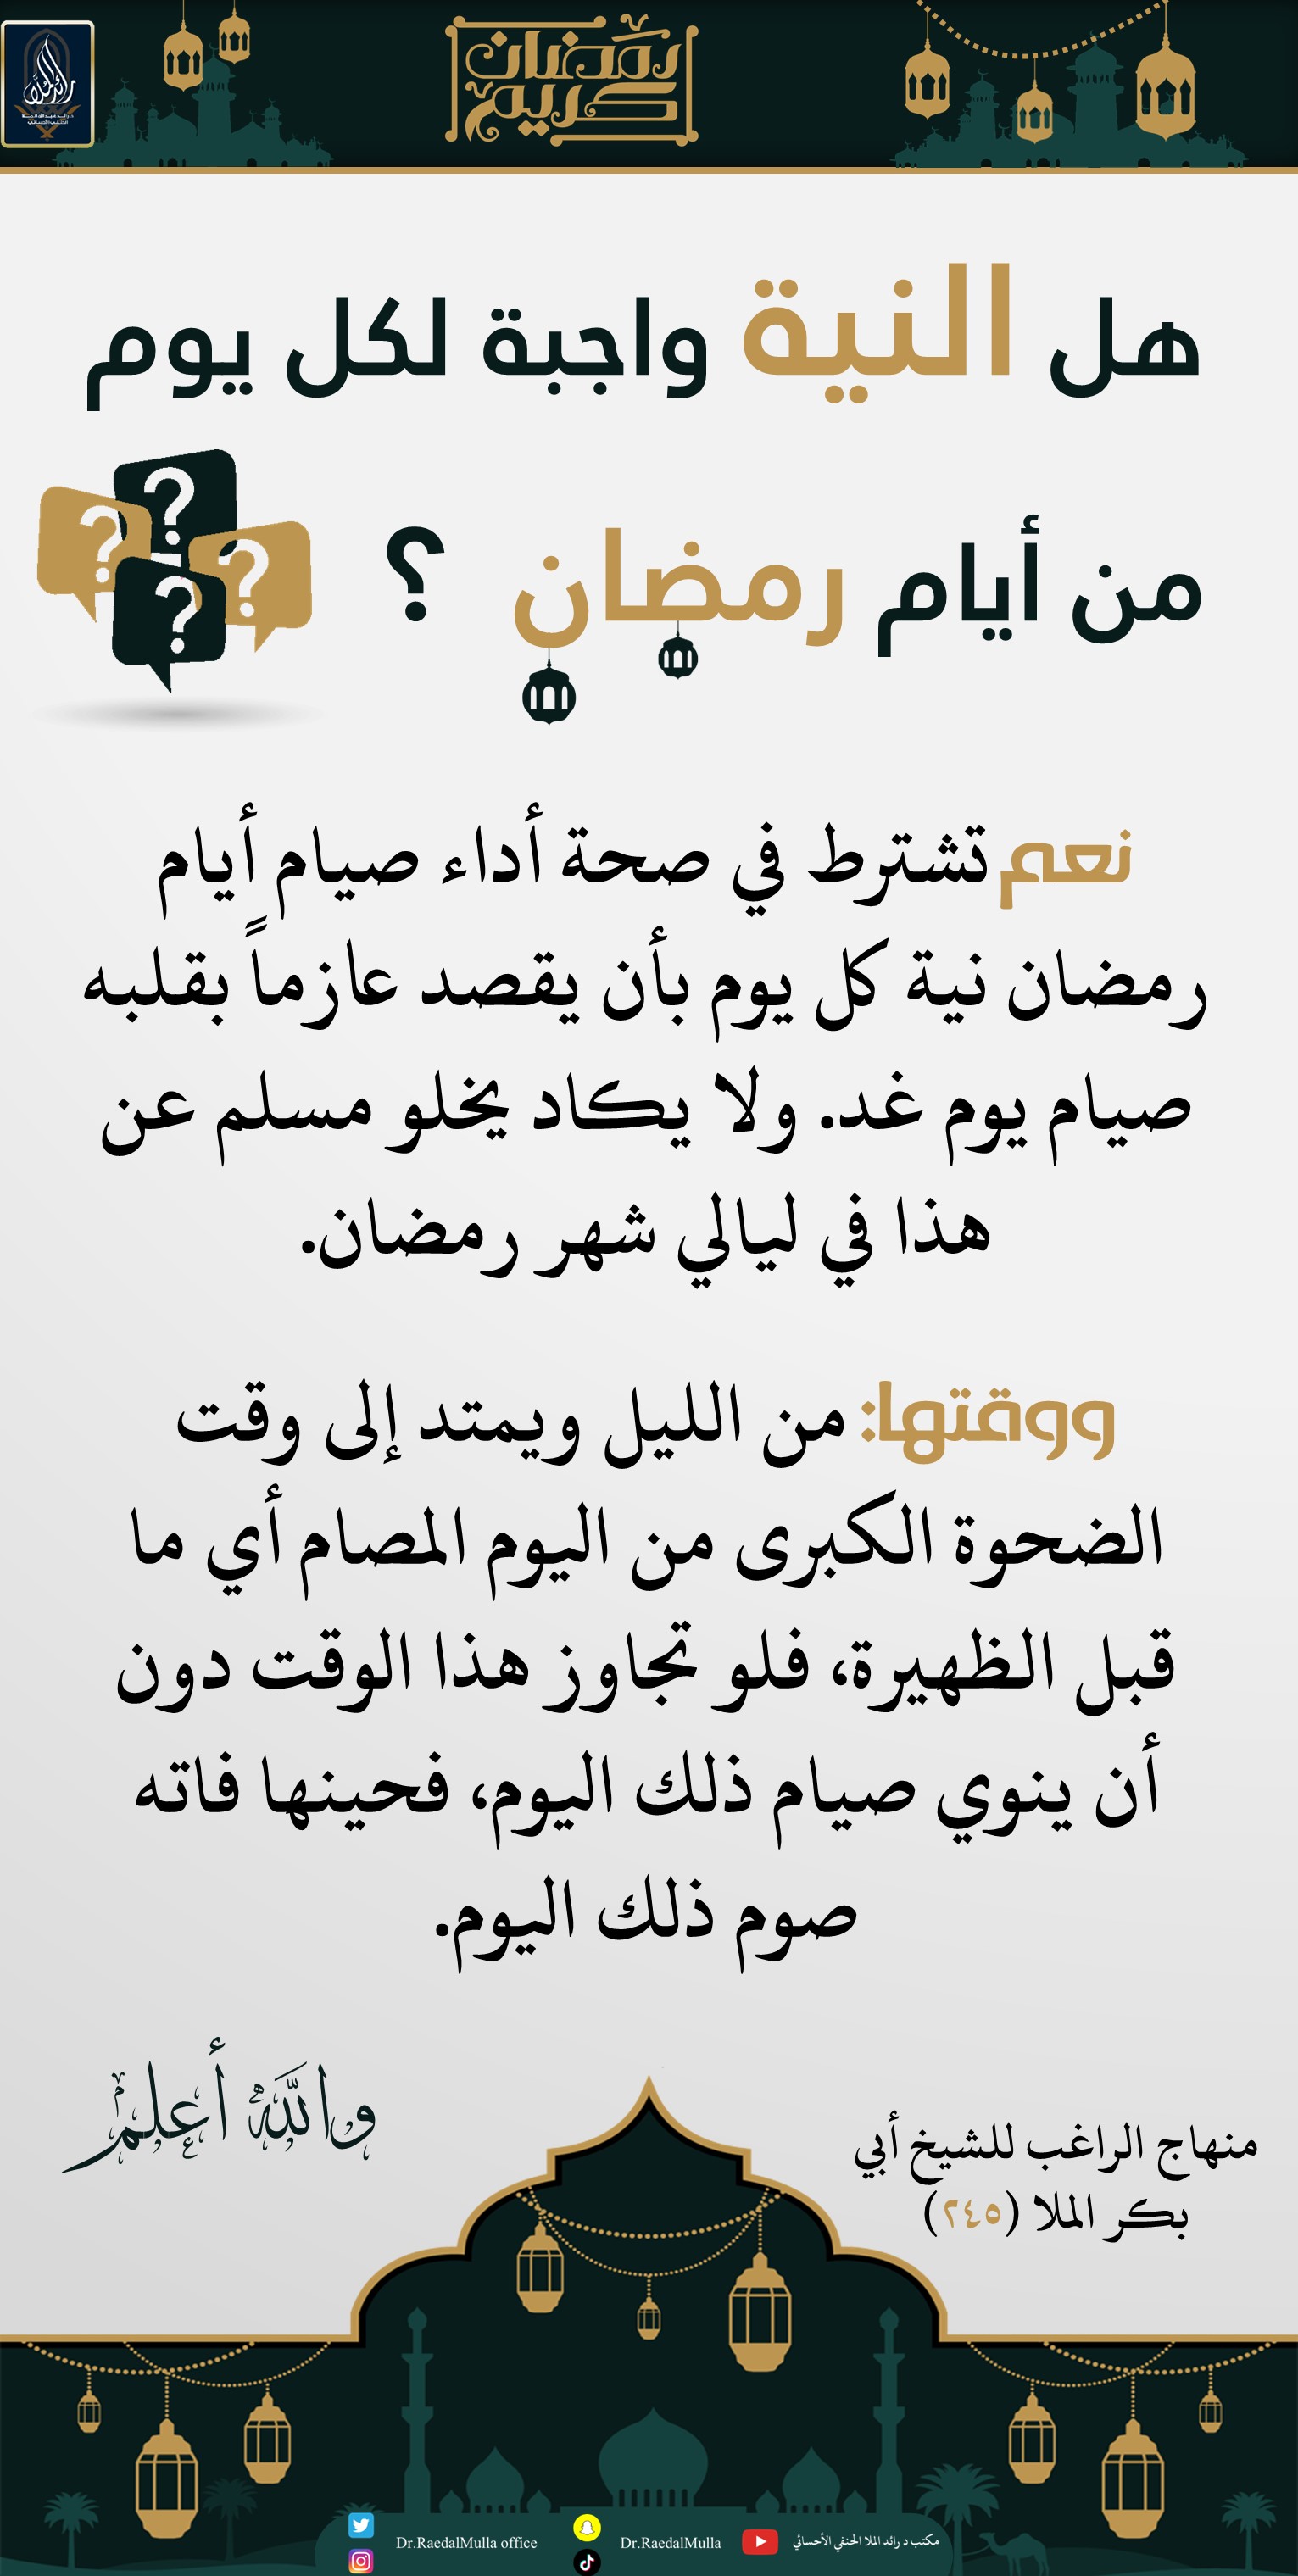 رمضان
كريم
رائد الملا
هل النية واجبة لكل يوم
من أيام رمضان ؟
نعم تشترط في صحة أداء صيام أيام
رمضان نية كل يوم بأن يقصد عازماً بقلبه
صيام يوم غد. ولا يكاد يخلو مسلم عن
هذا في ليالي شهر رمضان.
ووقتها: من الليل ويمتد إلى وقت
الضحوة الكبرى من اليوم المصام أي ما
قبل الظهيرة، فلو تجاوز هذا الوقت دون
أن ينوي صيام ذلك اليوم، فحينها فاته
صوم ذلك اليوم.
والله أعلم
منهاج الراغب للشيخ أبي
بكر الملا (٢٤٥)
Dr.RaedalMulla office
Dr.RaedalMulla
مكتب د رائد الملا الحنفي الأحسائي